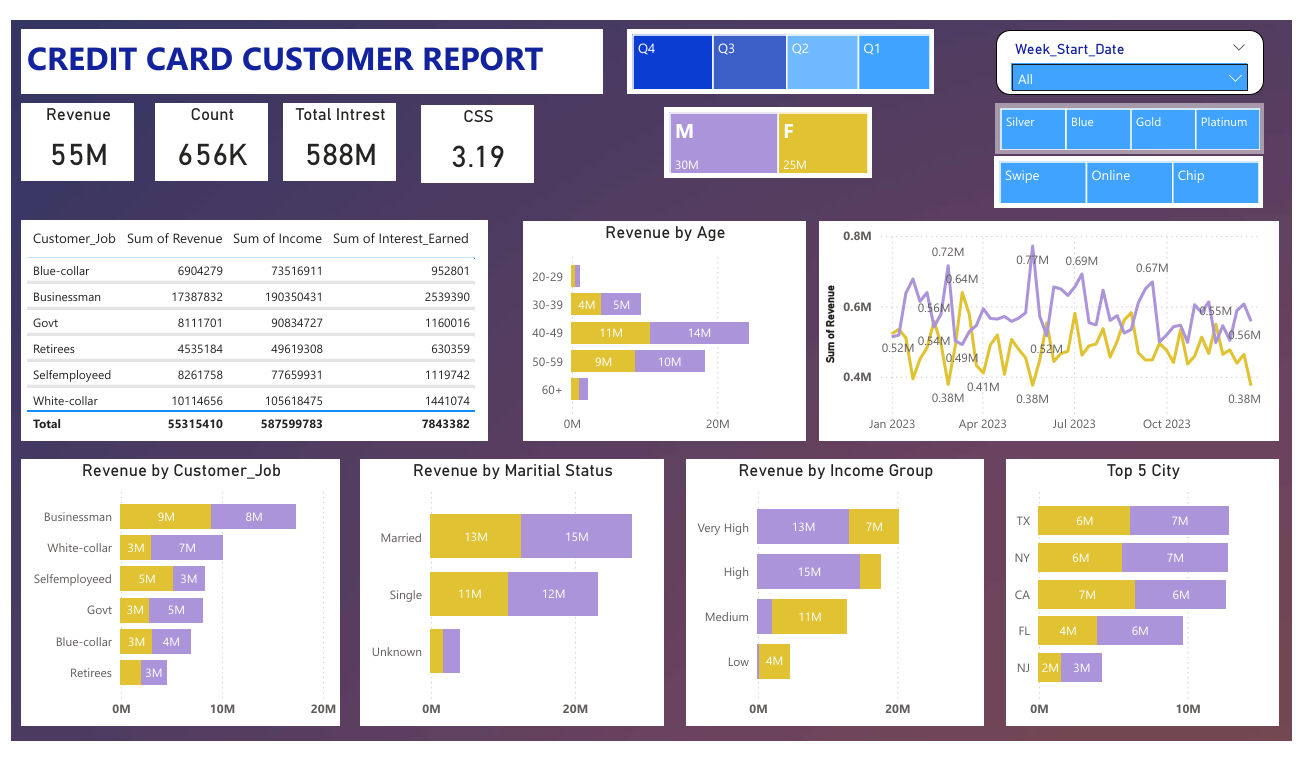 CREDIT CARD CUSTOMER REPORT
Q4 Q3 Q2 Q1
Week_Start_Date
All
Revenue
55M
Count
656K
Total Intrest
588M
CSS
3.19
M
30M
F
25M
Silver Blue Gold Platinum
Swipe Online Chip
Customer_Job Sum of Revenue Sum of Income Sum of Interest_Earned
Blue-collar 6904279 73516911 952801
Businessman 17387832 190350431 2539390
Govt 8111701 90834727 1160016
Retirees 4535184 49619308 630359
Selfemployeed 8261758 77659931 1119742
White-collar 10114656 105618475 1441074
Total 55315410 587599783 7843382
Revenue by Age
20-29
30-39 4M 5M
40-49 11M 14M
50-59 9M 10M
60+
0M 20M
Sum of Revenue
0.8M
0.6M
0.4M
0.72M
0.77M
0.69M
0.64M
0.67M
0.56M
0.55M
0.52M
0.54M
0.49M
0.52M
0.56M
0.41M
0.38M
0.38M
0.38M
Jan 2023 Apr 2023 Jul 2023 Oct 2023
Revenue by Customer_Job
Businessman 9M 8M
White-collar 3M 7M
Selfemployeed 5M 3M
Govt 3M 5M
Blue-collar 3M 4M
Retirees 3M
0M 10M 20M
Revenue by Maritial Status
Married 13M 15M
Single 11M 12M
Unknown
0M 20M
Revenue by Income Group
Very High 13M 7M
High 15M
Medium 11M
Low 4M
0M 20M
Top 5 City
TX 6M 7M
NY 6M 7M
CA 7M 6M
FL 4M 6M
NJ 2M 3M
0M 10M